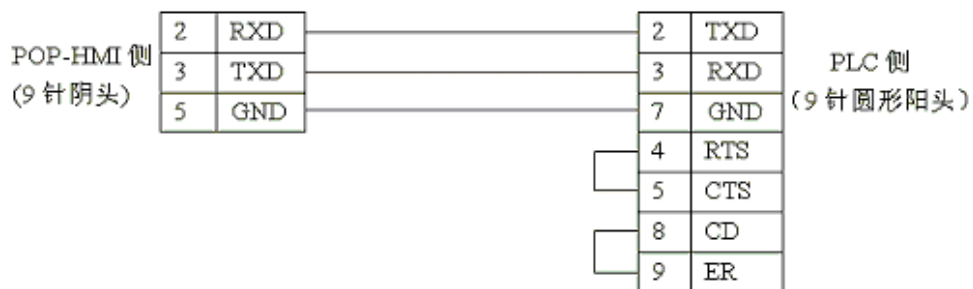 2 RXD 2 TXD
POP-HMI 侧 3 TXD 3 RXD PLC 侧
(9 针阴头) 5 GND 7 GND (9 针圆形阳头)
4 RTS
5 CTS
8 CD
9 ER